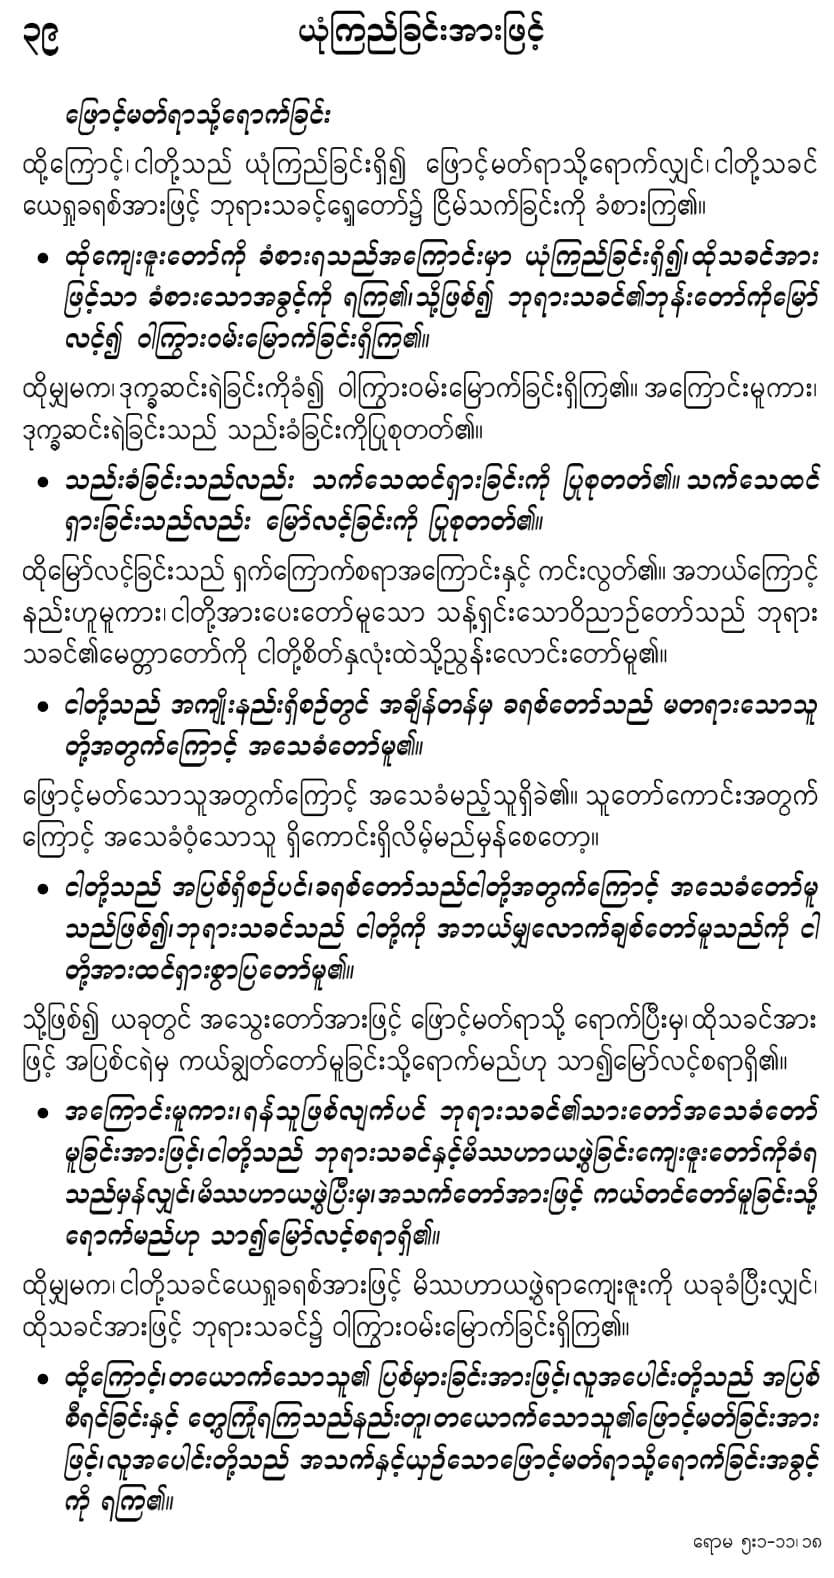 ၃၉ ယုံကြည်ခြင်းအားဖြင့်
ဖြောင့်မတ်ရာသို့ရောက်ခြင်း
ထို့ကြောင့်၊ ငါတို့သည် ယုံကြည်ခြင်းရှိ၍ ဖြောင့်မတ်ရာသို့ရောက်လျှင်၊ ငါတို့သခင်
ယေရှုခရစ်အားဖြင့် ဘုရားသခင့်ရှေ့တော်၌ ငြိမ်သက်ခြင်းကို ခံစားကြ၏။
• ထိုကျေးဇူးတော်ကို ခံစားရသည်အကြောင်းမှာ ယုံကြည်ခြင်းရှိ၍၊ ထိုသခင်အား
ဖြင့်သာ ခံစားသောအခွင့်ကို ရကြ၏၊ သို့ဖြစ်၍ ဘုရားသခင်၏ဘုန်းတော်ကိုမြော်
လင့်၍ ဝါကြွားဝမ်းမြောက်ခြင်းရှိကြ၏။
ထိုမျှမက၊ ဒုက္ခဆင်းရဲခြင်းကိုခံ၍ ဝါကြွားဝမ်းမြောက်ခြင်းရှိကြ၏။ အကြောင်းမူကား၊
ဒုက္ခဆင်းရဲခြင်းသည် သည်းခံခြင်းကိုပြုစုတတ်၏။
• သည်းခံခြင်းသည်လည်း သက်သေထင်ရှားခြင်းကို ပြုစုတတ်၏။ သက်သေထင်
ရှားခြင်းသည်လည်း မြော်လင့်ခြင်းကို ပြုစုတတ်၏။
ထိုမြော်လင့်ခြင်းသည် ရှက်ကြောက်စရာအကြောင်းနှင့် ကင်းလွတ်၏။ အဘယ်ကြောင့်
နည်းဟူမူကား၊ ငါတို့အားပေးတော်မူသော သန့်ရှင်းသောဝိညာဉ်တော်သည် ဘုရား
သခင်၏မေတ္တာတော်ကို ငါတို့စိတ်နှလုံးထဲသို့ညွှန်းလောင်းတော်မူ၏။
• ငါတို့သည် အကျိုးနည်းရှိစဉ်တွင် အချိန်တန်မှ ခရစ်တော်သည် မတရားသောသူ
တို့အတွက်ကြောင့် အသေခံတော်မူ၏။
ဖြောင့်မတ်သောသူအတွက်ကြောင့် အသေခံမည့်သူရှိခဲ၏။ သူတော်ကောင်းအတွက်
ကြောင့် အသေခံဝံ့သောသူ ရှိကောင်းရှိလိမ့်မည်မှန်စေတော့။
• ငါတို့သည် အပြစ်ရှိစဉ်ပင်၊ ခရစ်တော်သည်ငါတို့အတွက်ကြောင့် အသေခံတော်မူ
သည်ဖြစ်၍၊ ဘုရားသခင်သည် ငါတို့ကို အဘယ်မျှလောက်ချစ်တော်မူသည်ကို ငါ
တို့အားထင်ရှားစွာပြတော်မူ၏။
သို့ဖြစ်၍ ယခုတွင် အသွေးတော်အားဖြင့် ဖြောင့်မတ်ရာသို့ ရောက်ပြီးမှ၊ ထိုသခင်အား
ဖြင့် အပြစ်ငရဲမှ ကယ်ချွတ်တော်မူခြင်းသို့ရောက်မည်ဟု သာ၍မြော်လင့်စရာရှိ၏။
• အကြောင်းမူကား၊ ရန်သူဖြစ်လျက်ပင် ဘုရားသခင်၏သားတော်အသေခံတော်
မူခြင်းအားဖြင့်၊ ငါတို့သည် ဘုရားသခင်နှင့်မိဿဟာယဖွဲ့ခြင်းကျေးဇူးတော်ကိုခံရ
သည်မှန်လျှင်၊ မိဿဟာယဖွဲ့ပြီးမှ၊ အသက်တော်အားဖြင့် ကယ်တင်တော်မူခြင်းသို့
ရောက်မည်ဟု သာ၍မြော်လင့်စရာရှိ၏။
ထိုမျှမက၊ ငါတို့သခင်ယေရှုခရစ်အားဖြင့် မိဿဟာယဖွဲ့ရာကျေးဇူးကို ယခုခံပြီးလျှင်၊
ထိုသခင်အားဖြင့် ဘုရားသခင်၌ ဝါကြွားဝမ်းမြောက်ခြင်းရှိကြ၏။
• ထို့ကြောင့်၊ တယောက်သောသူ၏ ပြစ်မှားခြင်းအားဖြင့်၊ လူအပေါင်းတို့သည် အပြစ်
စီရင်ခြင်းနှင့် တွေ့ကြုံရကြသည်နည်းတူ၊ တယောက်သောသူ၏ဖြောင့်မတ်ခြင်းအား
ဖြင့်၊ လူအပေါင်းတို့သည် အသက်နှင့်ယှဉ်သောဖြောင့်မတ်ရာသို့ရောက်ခြင်းအခွင့်
ကို ရကြ၏။
ရောမ ၅း၁-၁၁၊ ၁၈